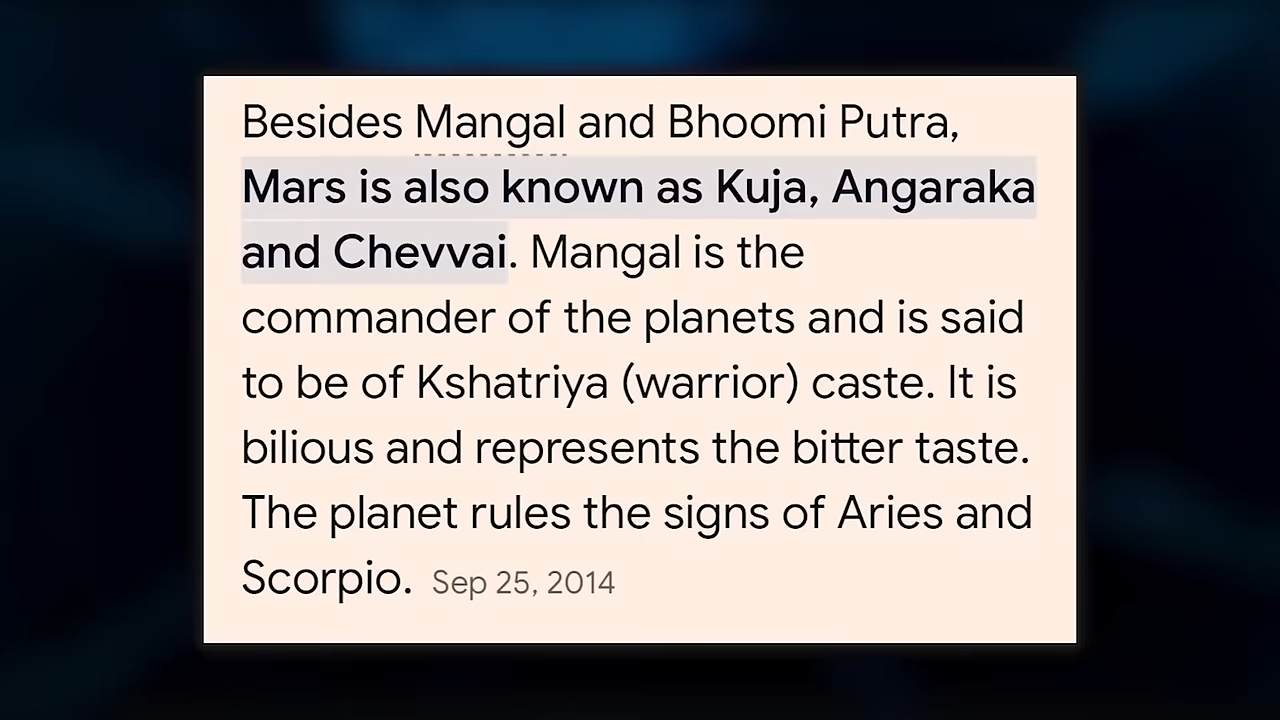 Besides Mangal and Bhoomi Putra,
Mars is also known as Kuja, Angaraka
and Chevvai. Mangal is the
commander of the planets and is said
to be of Kshatriya (warrior) caste. It is
bilious and represents the bitter taste.
The planet rules the signs of Aries and
Scorpio. Sep 25, 2014